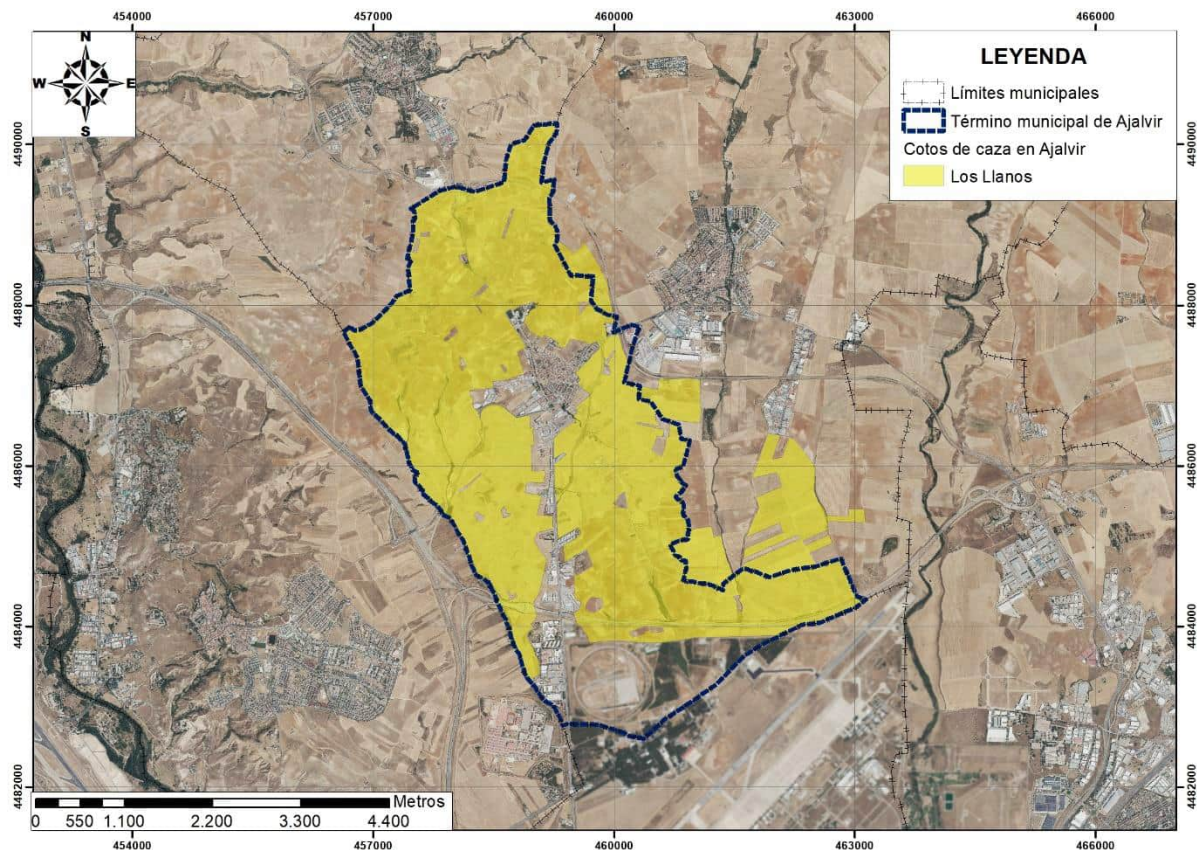 454000 457000 460000 463000 466000
N
W E
S
LEYENDA
Límites municipales
Término municipal de Ajalvir
Cotos de caza en Ajalvir
Los Llanos
4490000 4490000
4488000 4488000
4486000 4486000
4484000 4484000
4482000 4482000
Metros
0 550 1.100 2.200 3.300 4.400
454000 457000 460000 463000 466000